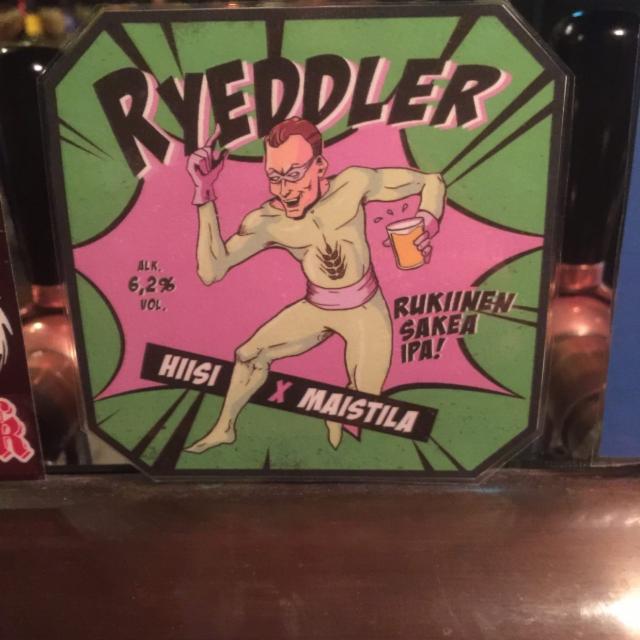 RYEDDLER
ALK.
6,2%
VOL.
RUKIINEN
SAKEA
IPA!
HIISI X MAISTILA
R